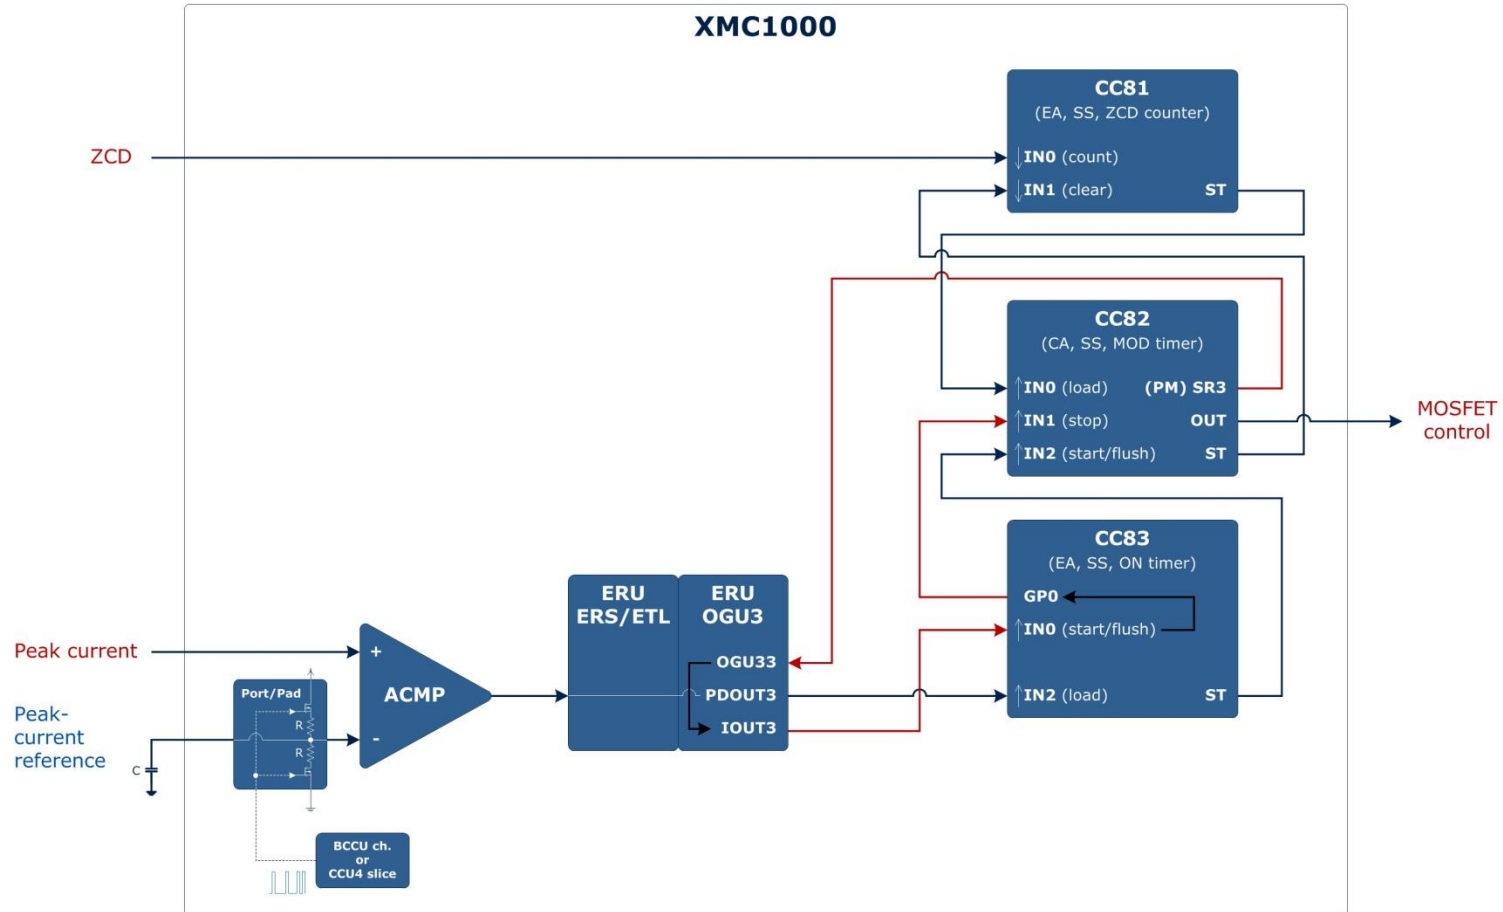 XMC1000
CC81
(EA, SS, ZCD counter)
ZCD
IN0 (count)
IN1 (clear)
ST
CC82
(CA, SS, MOD timer)
IN0 (load)
(PM) SR3
IN1 (stop)
OUT
IN2 (start/flush)
ST
MOSFET
control
CC83
(EA, SS, ON timer)
GP0
IN0 (start/flush)
IN2 (load)
ST
ERU
ERS/ETL
ERU
OGU3
OGU33
PDOUT3
IOUT3
Peak current
+
ACMP
-
Port/Pad
R
R
Peak-
current
reference
C
BCCU ch.
or
CCU4 slice